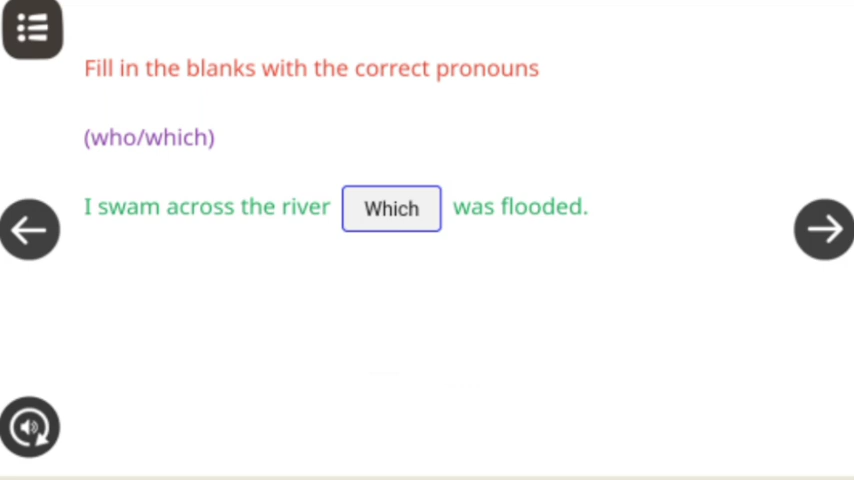 Fill in the blanks with the correct pronouns
(who/which)
I swam across the river Which was flooded.